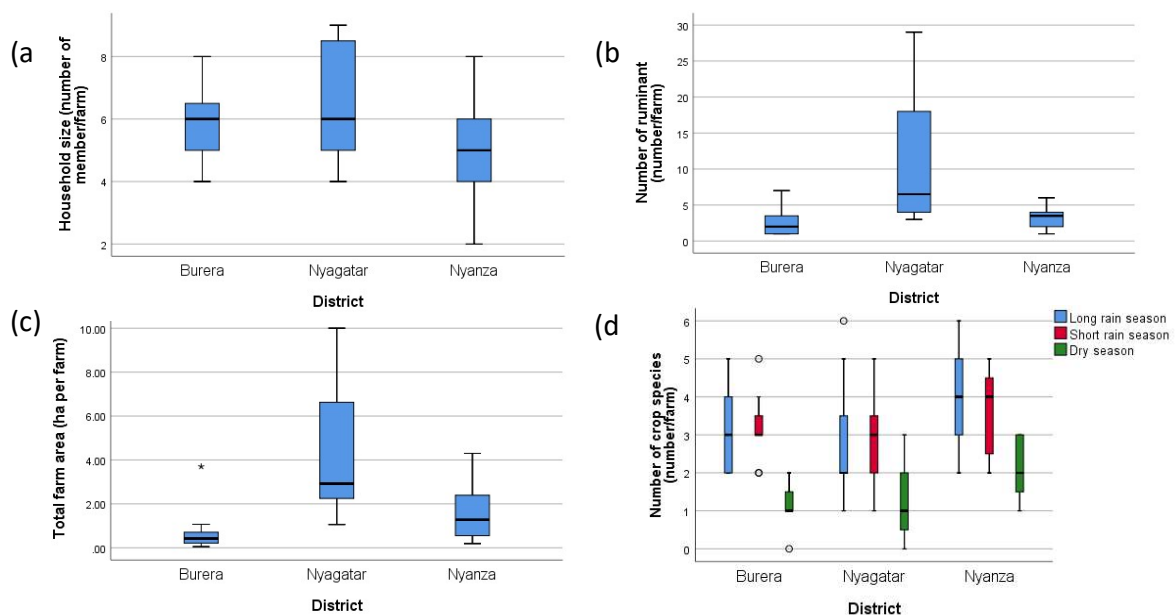 (a
Household size (number of
member/farm)
8
6
4
2
Burera
Nyagatar
Nyanza
District
(b)
Number of ruminant
(number/farm)
30
25
20
15
10
5
0
Burera
Nyagatar
Nyanza
District
(c)
Total farm area (ha per farm)
10.00
8.00
6.00
4.00
2.00
.00
*
Burera
Nyagatar
Nyanza
District
(d)
Long rain season
Short rain season
Dry season
Number of crop species
(number/farm)
6
5
4
3
2
1
0
Burera
Nyagatar
Nyanza
District